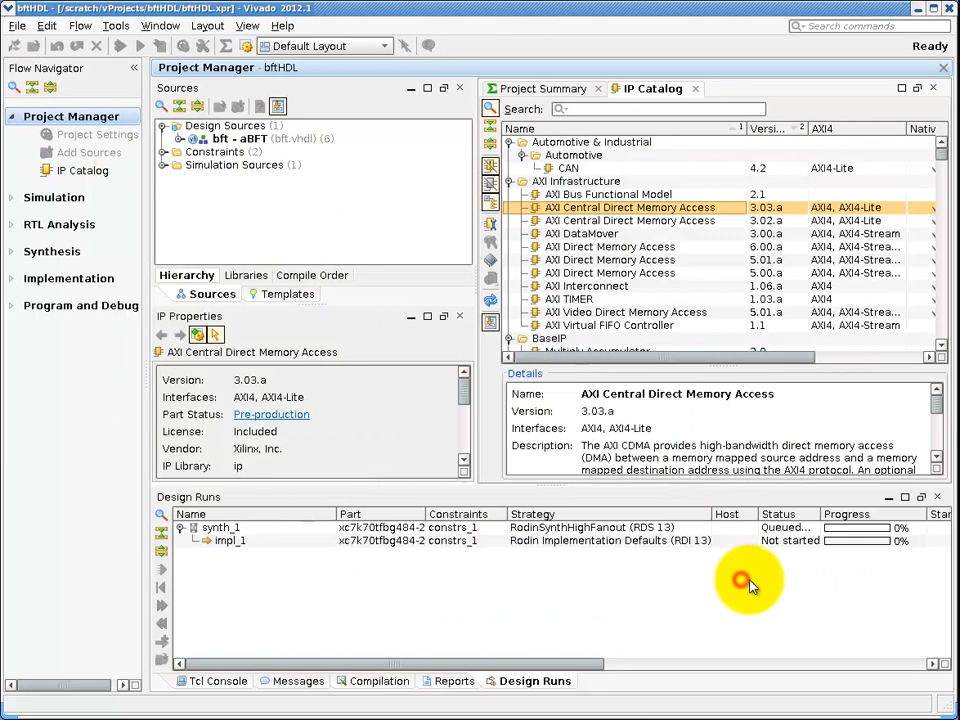 bftHDL - [/scratch/vProjects/bftHDL/bftHDL.xpr] - Vivado 2012.1
File Edit Flow Tools Window Layout View Help
Search commands
Default Layout
Ready
Flow Navigator
Project Manager
Project Settings
Add Sources
IP Catalog
Simulation
RTL Analysis
Synthesis
Implementation
Program and Debug
Project Manager - bftHDL
Sources
Design Sources (1)
bft - aBFT (bft.vhdl) (6)
Constraints (2)
Simulation Sources (1)
Hierarchy Libraries Compile Order
Sources Templates
IP Properties
AXI Central Direct Memory Access
Version: 3.03.a
Interfaces: AXI4, AXI4-Lite
Part Status: Pre-production
License: Included
Vendor: Xilinx, Inc.
IP Library: ip
Project Summary IP Catalog
Search:
Name 1 Versi... 2 AXI4 Nativ
Automotive & Industrial
Automotive
CAN 4.2 AXI4-Lite
AXI Infrastructure
AXI Bus Functional Model 2.1
AXI Central Direct Memory Access 3.03.a AXI4, AXI4-Lite
AXI Central Direct Memory Access 3.02.a AXI4, AXI4-Lite
AXI DataMover 3.00.a AXI4, AXI4-Stream
AXI Direct Memory Access 6.00.a AXI4, AXI4-Strea...
AXI Direct Memory Access 5.01.a AXI4, AXI4-Strea...
AXI Direct Memory Access 5.00.a AXI4, AXI4-Strea...
AXI Interconnect 1.06.a AXI4
AXI TIMER 1.03.a AXI4
AXI Video Direct Memory Access 5.01.a AXI4, AXI4-Strea...
AXI Virtual FIFO Controller 1.1 AXI4, AXI4-Stream
BaseIP
Multiply Accumulator 2.0
Details
Name: AXI Central Direct Memory Access
Version: 3.03.a
Interfaces: AXI4, AXI4-Lite
Description: The AXI CDMA provides high-bandwidth direct memory access
(DMA) between a memory mapped source address and a memory
mapped destination address using the AXI4 protocol. An optional
Design Runs
Name Part Constraints Strategy Host Status Progress Star
synth_1 xc7k70tfbg484-2 constrs_1 RodinSynthHighFanout (RDS 13) Queued... 0%
impl_1 xc7k70tfbg484-2 constrs_1 Rodin Implementation Defaults (RDI 13) Not started 0%
Tcl Console Messages Compilation Reports Design Runs